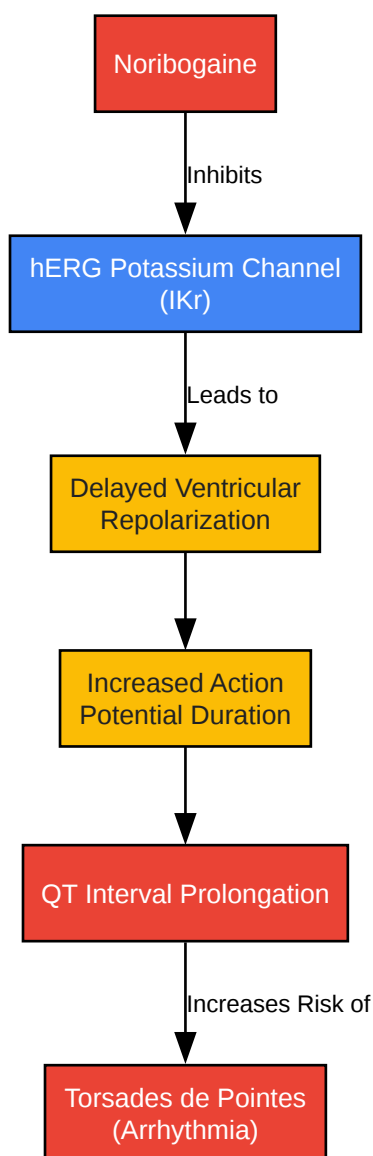 Noribogaine
Inhibits
hERG Potassium Channel
(IKr)
Leads to
Delayed Ventricular
Repolarization
Increased Action
Potential Duration
QT Interval Prolongation
Increases Risk of
Torsades de Pointes
(Arrhythmia)